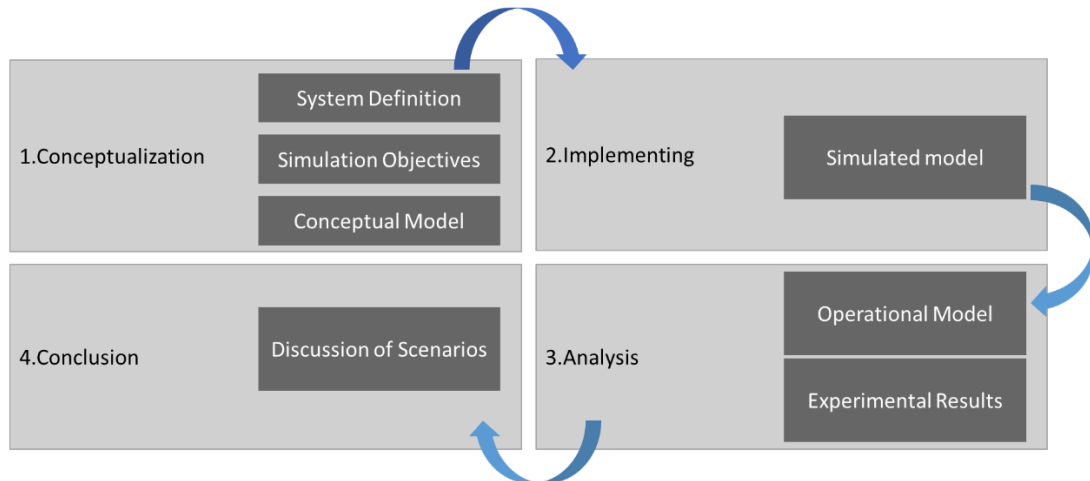 1.Conceptualization
System Definition
Simulation Objectives
Conceptual Model
2.Implementing
Simulated model
3.Analysis
Operational Model
Experimental Results
4.Conclusion
Discussion of Scenarios